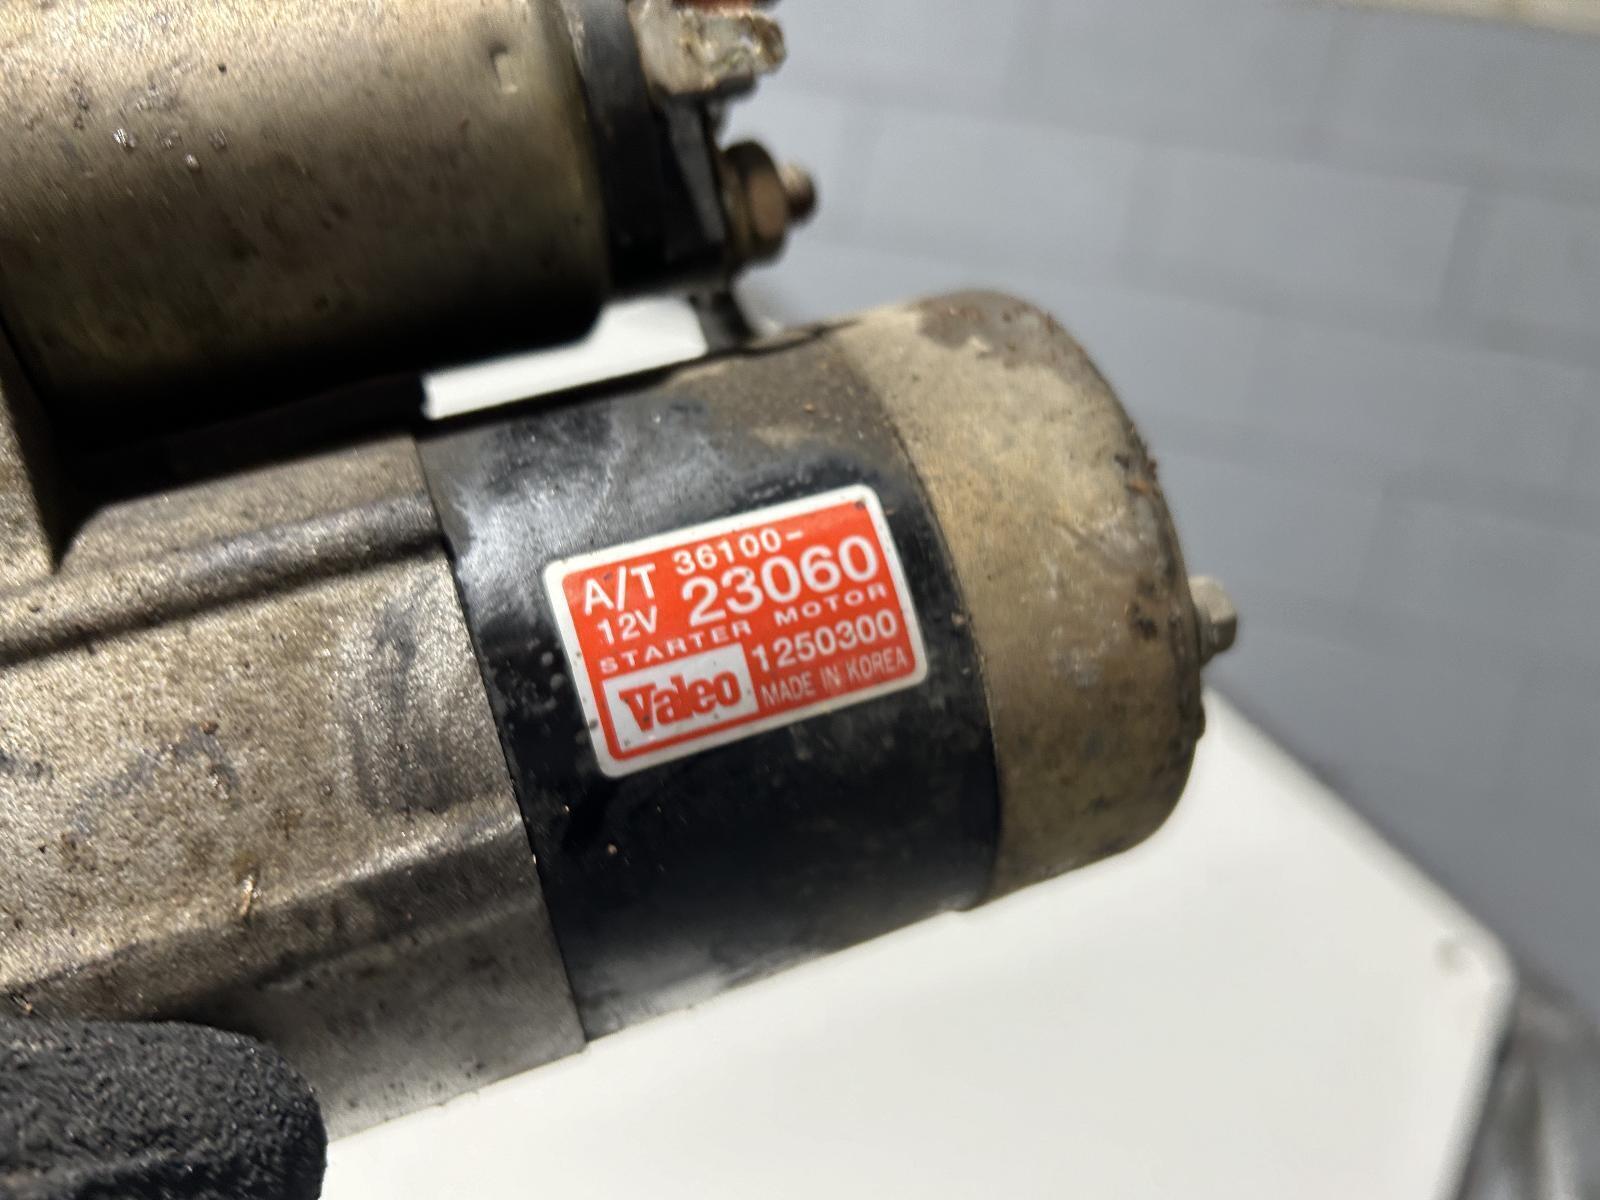 A/T 36100-
12V 23060
STARTER MOTOR
Valeo 1250300
MADE IN KOREA